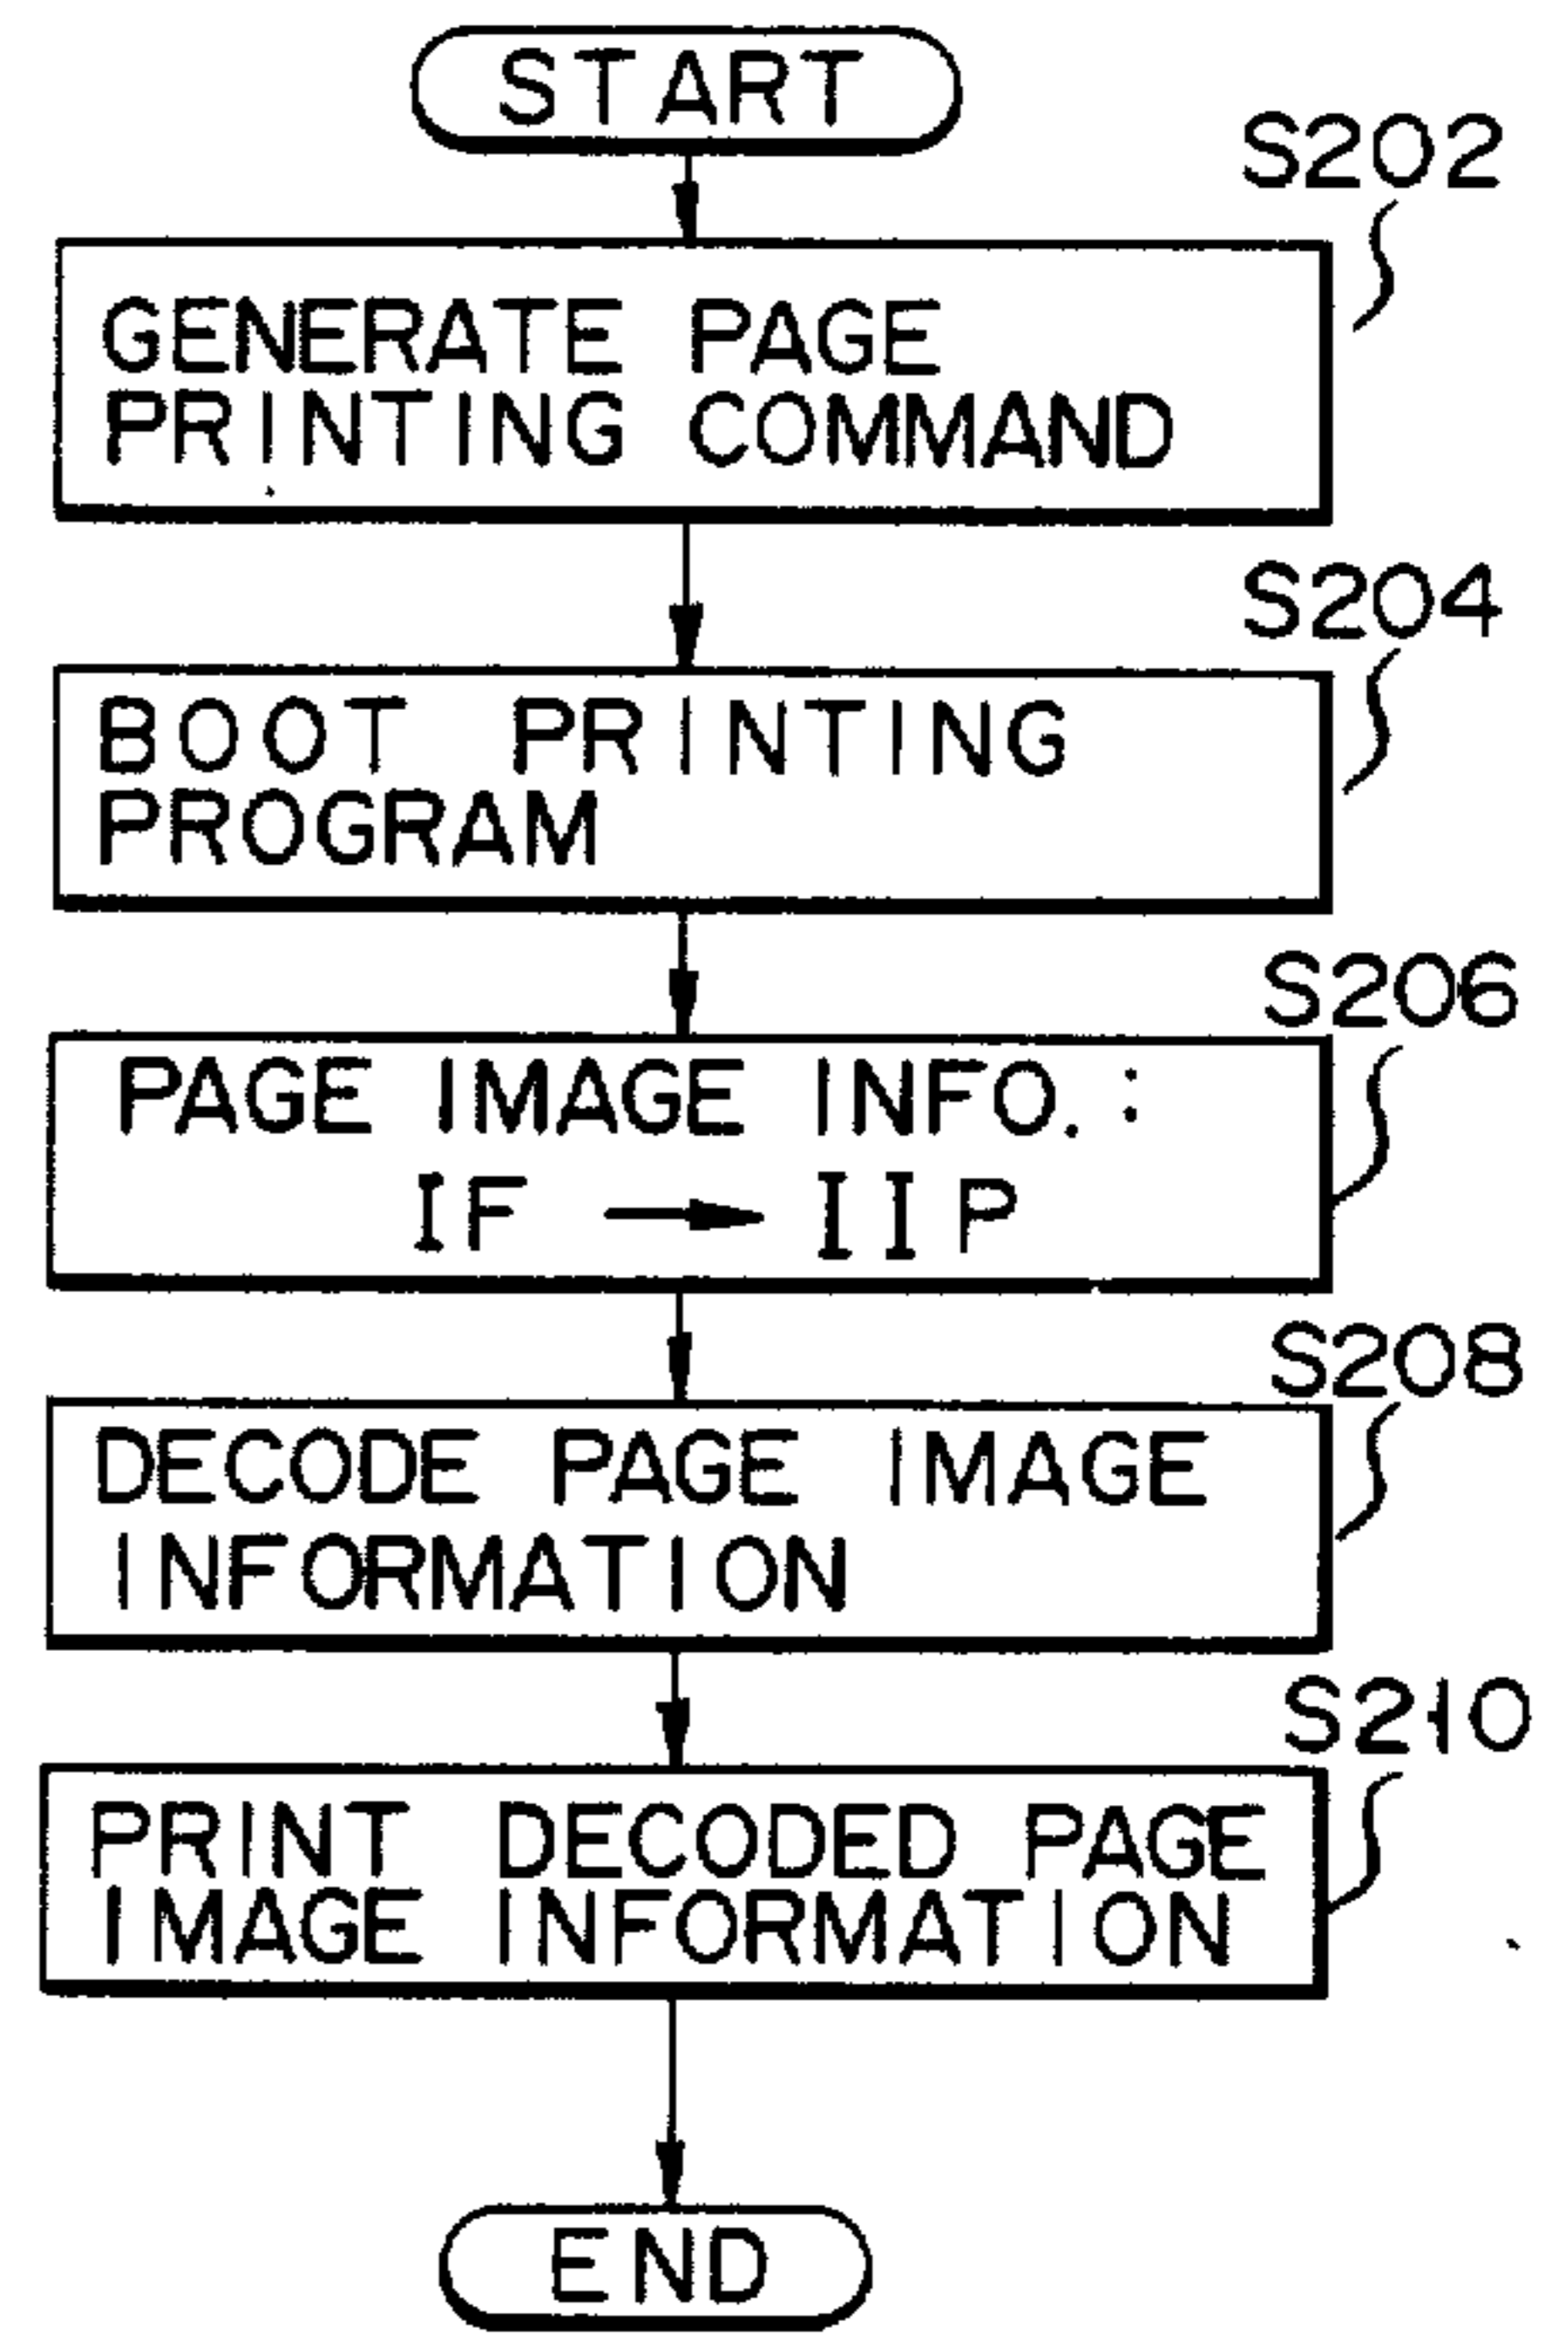 START
S202
GENERATE PAGE
PRINTING COMMAND
S204
BOOT PRINTING
PROGRAM
S206
PAGE IMAGE INFO. :
IF → IIP
S208
DECODE PAGE IMAGE
INFORMATION
S210
PRINT DECODED PAGE
IMAGE INFORMATION
END